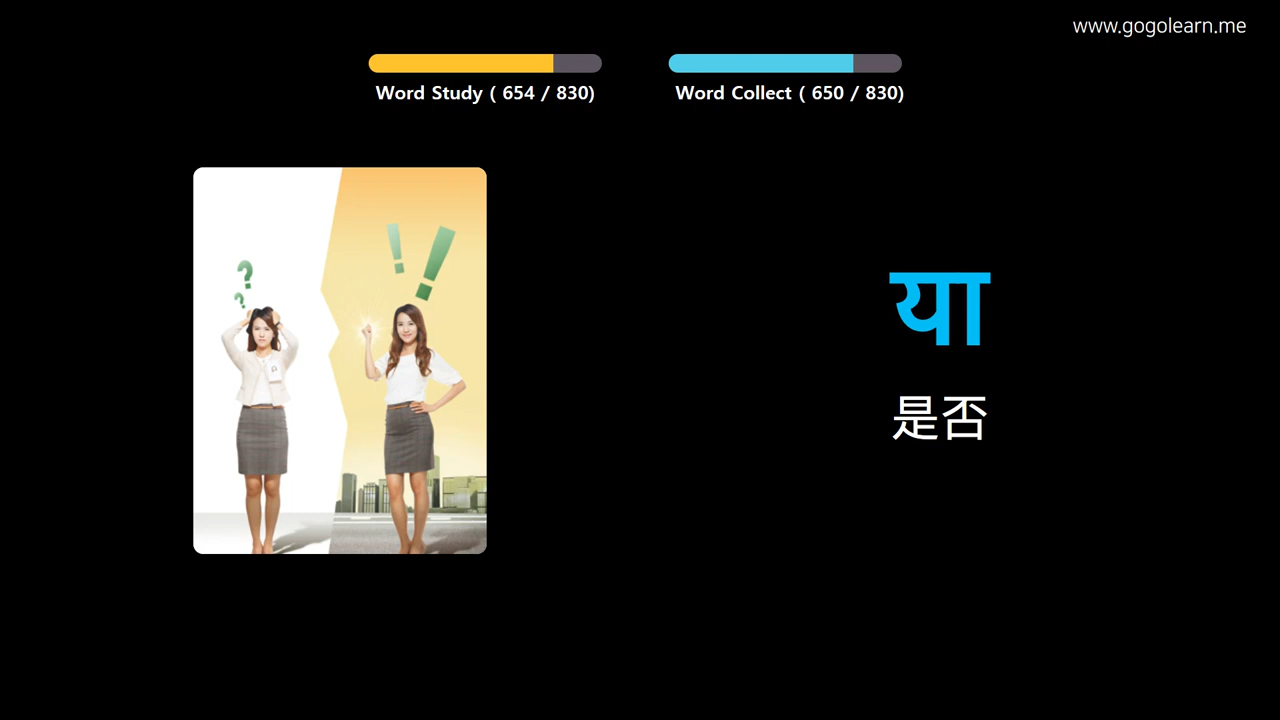 www.gogolearn.me
Word Study ( 654 / 830)
Word Collect ( 650 / 830)
? ?
! !
या
是否